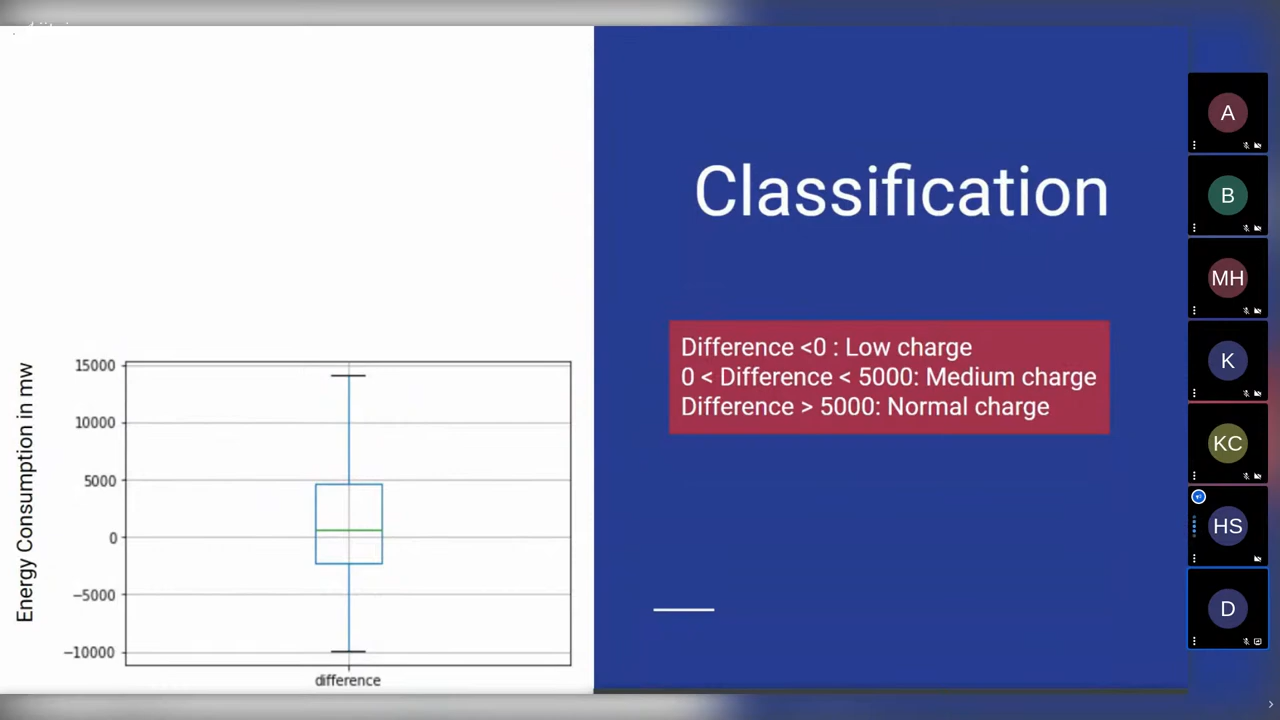 Energy Consumption in mw
15000
10000
5000
0
−5000
−10000
difference
Classification
Difference <0 : Low charge
0 < Difference < 5000: Medium charge
Difference > 5000: Normal charge
A
B
MH
K
KC
HS
D